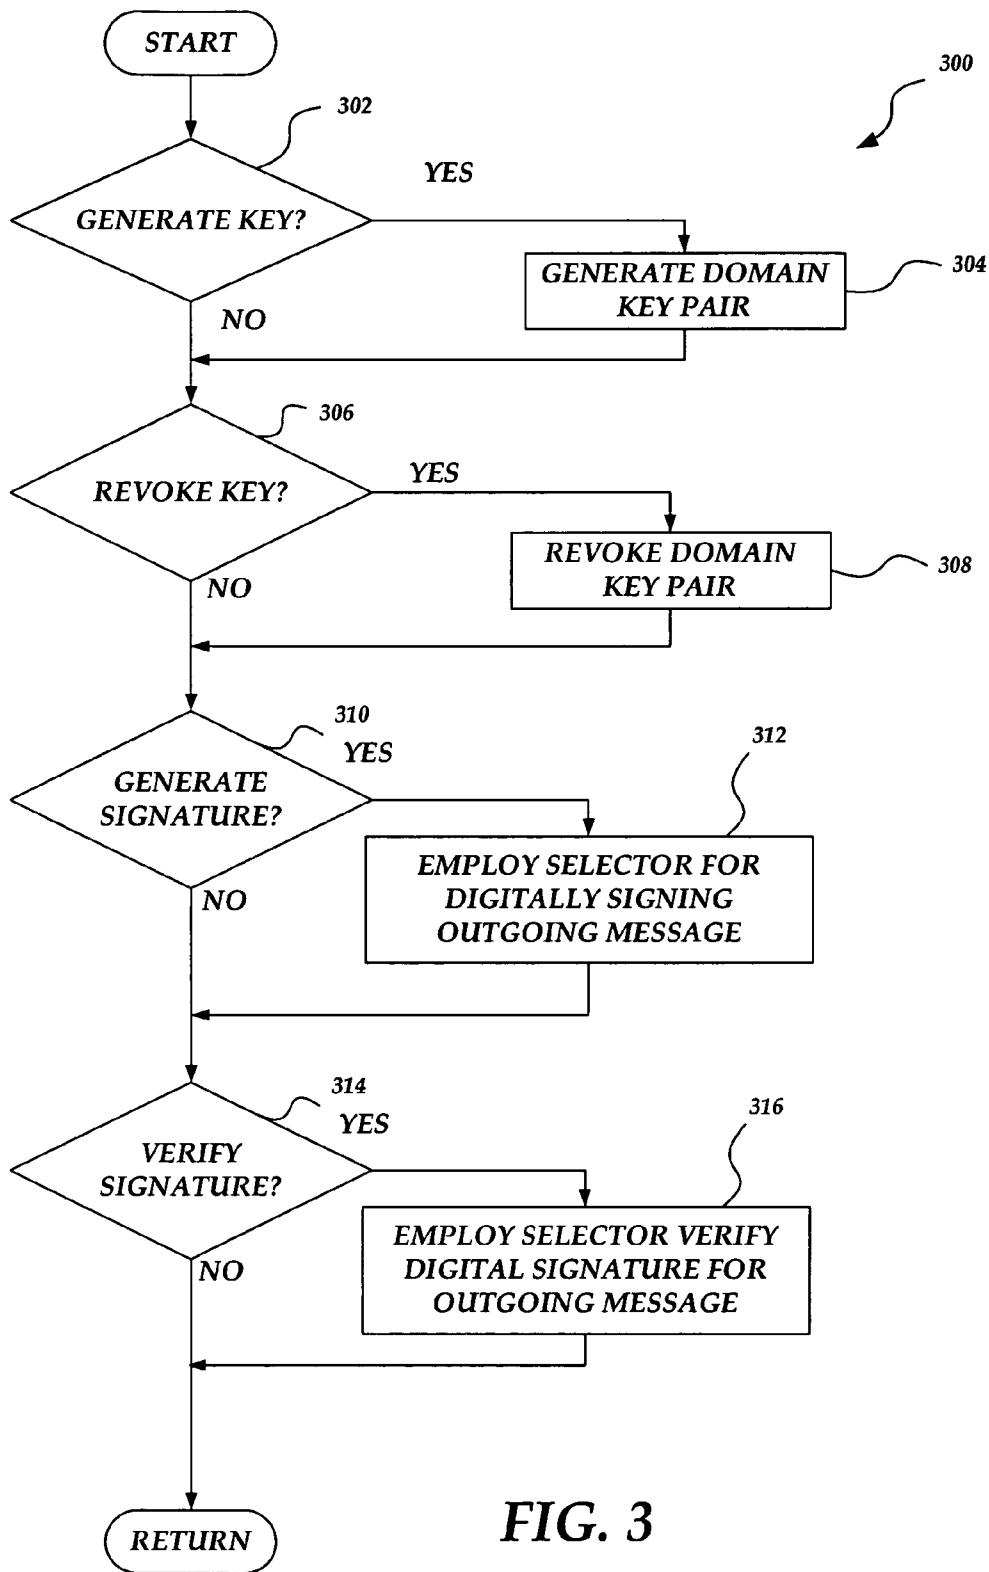 START
300
302
YES
GENERATE KEY?
GENERATE DOMAIN
KEY PAIR
304
NO
306
YES
REVOKE KEY?
REVOKE DOMAIN
KEY PAIR
308
NO
310
YES
312
GENERATE
SIGNATURE?
EMPLOY SELECTOR FOR
DIGITALLY SIGNING
OUTGOING MESSAGE
NO
314
YES
316
VERIFY
SIGNATURE?
EMPLOY SELECTOR VERIFY
DIGITAL SIGNATURE FOR
OUTGOING MESSAGE
NO
RETURN
FIG. 3